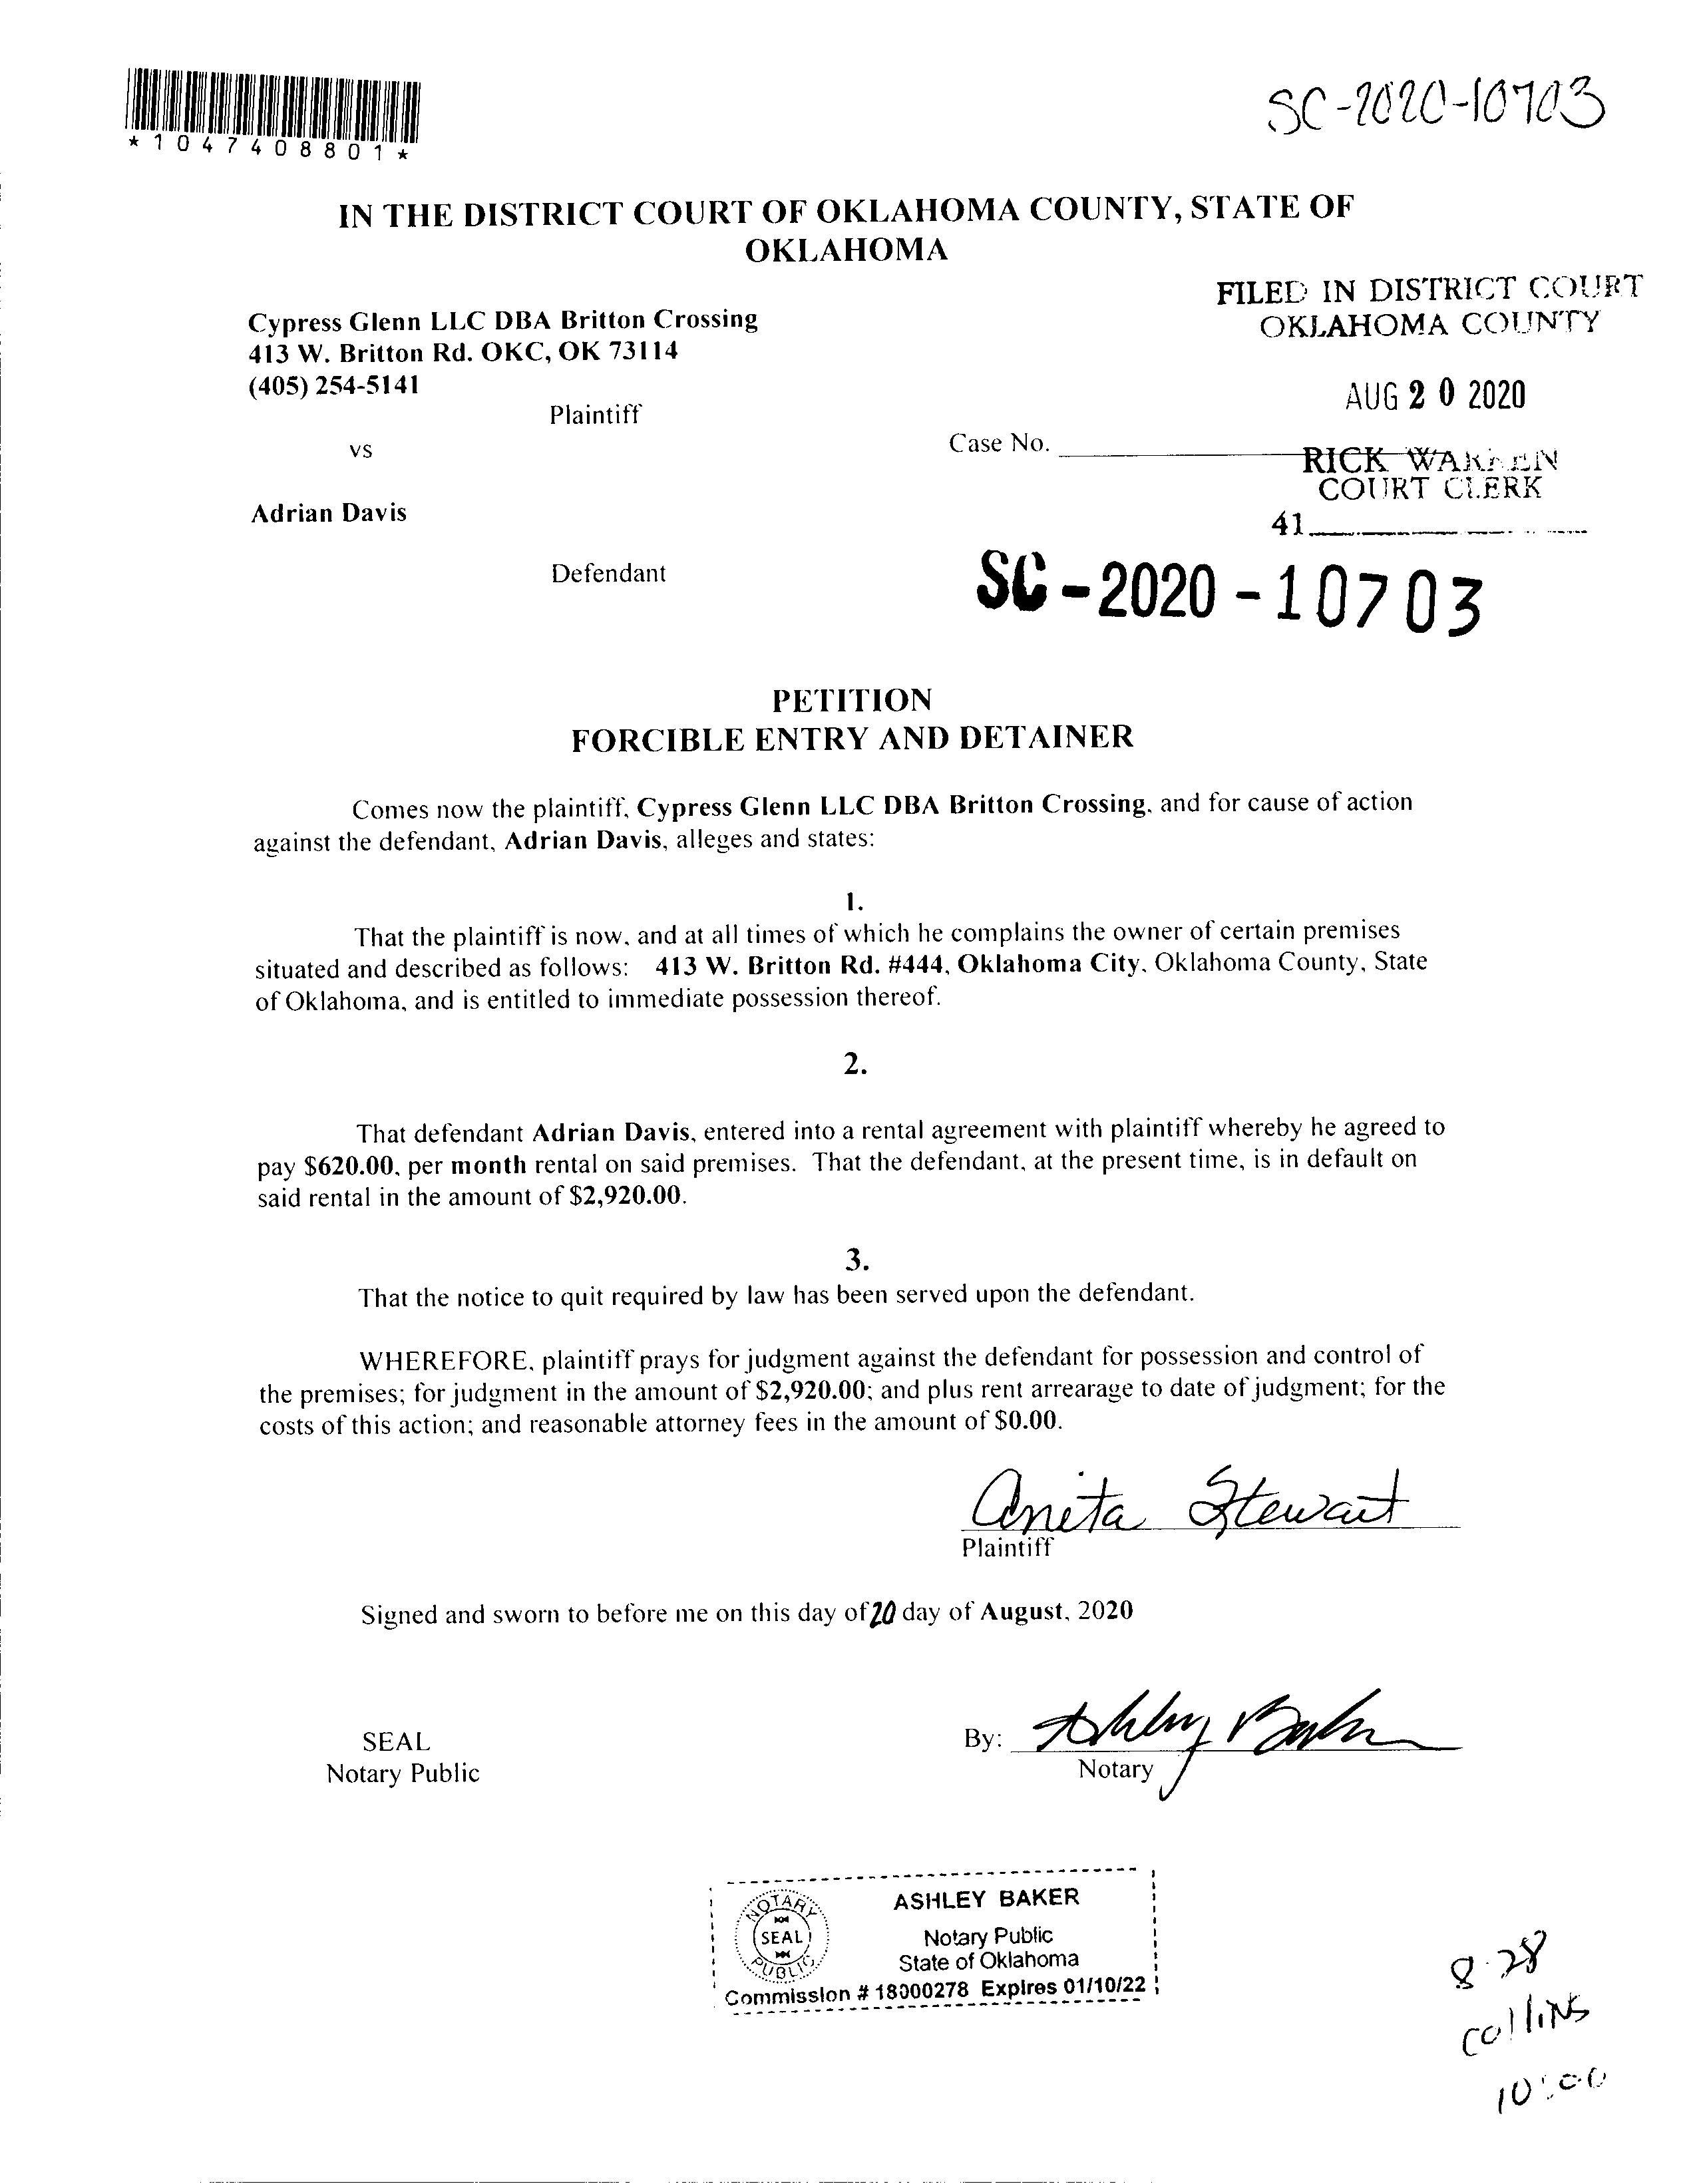 *1047408801*
SC-2020-10703
IN THE DISTRICT COURT OF OKLAHOMA COUNTY, STATE OF
OKLAHOMA
FILED IN DISTRICT COURT
OKLAHOMA COUNTY
Cypress Glenn LLC DBA Britton Crossing
413 W. Britton Rd. OKC, OK 73114
(405) 254-5141
AUG 20 2020
Plaintiff
vs
Case No.
RICK WARREN
COURT CLERK
41
Adrian Davis
Defendant
SC-2020-10703
PETITION
FORCIBLE ENTRY AND DETAINER
Comes now the plaintiff, Cypress Glenn LLC DBA Britton Crossing, and for cause of action
against the defendant, Adrian Davis, alleges and states:
1.
That the plaintiff is now, and at all times of which he complains the owner of certain premises
situated and described as follows: 413 W. Britton Rd. #444, Oklahoma City, Oklahoma County, State
of Oklahoma, and is entitled to immediate possession thereof.
2.
That defendant Adrian Davis, entered into a rental agreement with plaintiff whereby he agreed to
pay $620.00, per month rental on said premises. That the defendant, at the present time, is in default on
said rental in the amount of $2,920.00.
3.
That the notice to quit required by law has been served upon the defendant.
WHEREFORE, plaintiff prays for judgment against the defendant for possession and control of
the premises; for judgment in the amount of $2,920.00; and plus rent arrearage to date of judgment; for the
costs of this action; and reasonable attorney fees in the amount of $0.00.
Anita Stewart
Plaintiff
Signed and sworn to before me on this day of 20 day of August, 2020
SEAL
Notary Public
By: Ashley Baker
Notary
NOTARY
SEAL
PUBLIC
ASHLEY BAKER
Notary Public
State of Oklahoma
Commission # 18000278 Expires 01/10/22
8-28
Collins
10:00